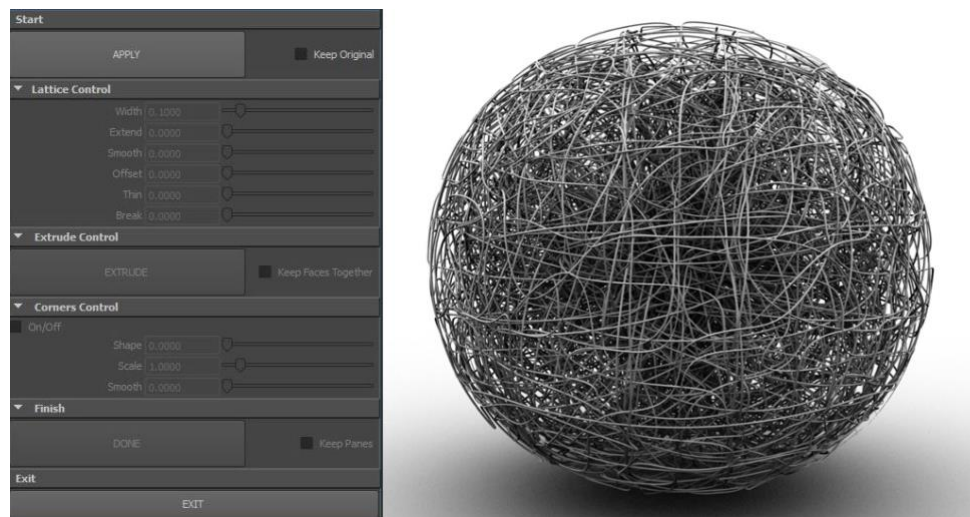 Start
APPLY Keep Original
Lattice Control
Width 0.1000
Extend 0.0000
Smooth 0.0000
Offset 0.0000
Thin 0.0000
Break 0.0000
Extrude Control
EXTRUDE Keep Faces Together
Corners Control
On/Off
Shape 0.0000
Scale 1.0000
Smooth 0.0000
Finish
DONE Keep Panes
Exit
EXIT